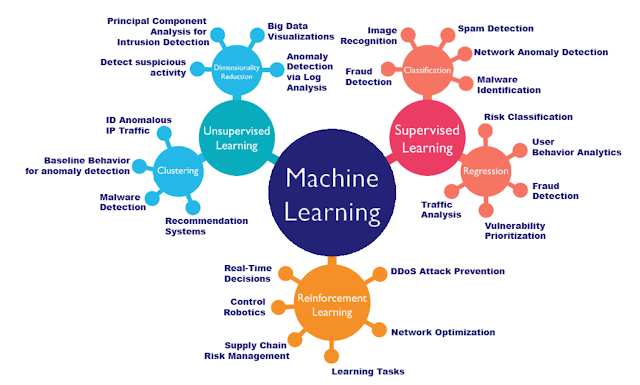 Principal Component
Analysis for
Intrusion Detection
Big Data
Visualizations
Detect suspicious
activity
Dimensionality
Reduction
Anomaly
Detection
via Log
Analysis
ID Anomalous
IP Traffic
Unsupervised
Learning
Baseline Behavior
for anomaly detection
Clustering
Malware
Detection
Recommendation
Systems
Machine
Learning
Image
Recognition
Spam Detection
Network Anomaly Detection
Fraud
Detection
Classification
Malware
Identification
Supervised
Learning
Risk Classification
User
Behavior Analytics
Regression
Fraud
Detection
Traffic
Analysis
Vulnerability
Prioritization
Real-Time
Decisions
DDoS Attack Prevention
Control
Robotics
Reinforcement
Learning
Supply Chain
Risk Management
Network Optimization
Learning Tasks